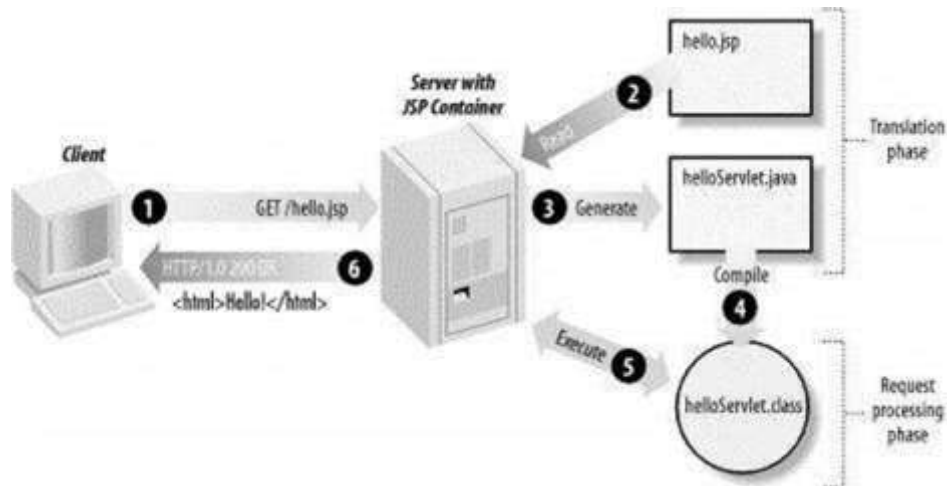 hello.jsp
Server with
JSP Container
2
Read
Translation
phase
Client
helloServlet.java
1
GET /hello.jsp
3
Generate
HTTP/1.0 200 OK
6
<html>Hello!</html>
Compile
4
Execute
5
helloServlet.class
Request
processing
phase